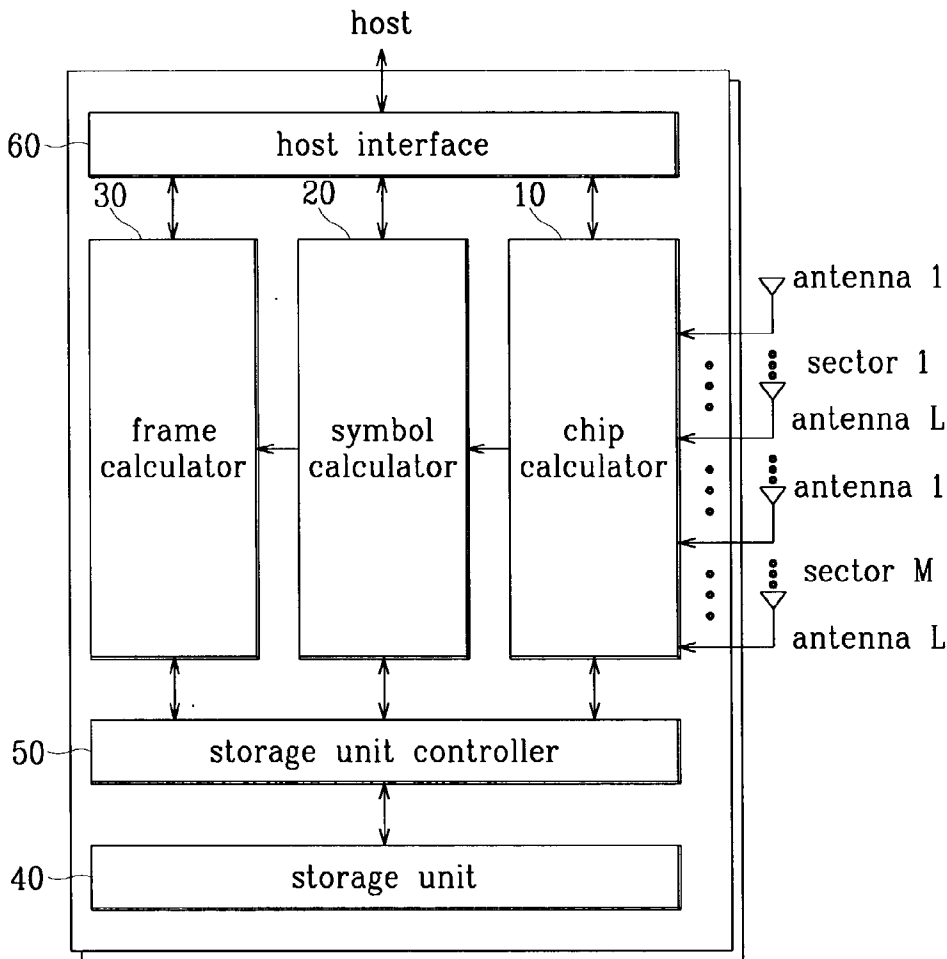 host
60
host interface
30
20
10
frame
calculator
symbol
calculator
chip
calculator
antenna 1
sector 1
antenna L
antenna 1
sector M
antenna L
50
storage unit controller
40
storage unit